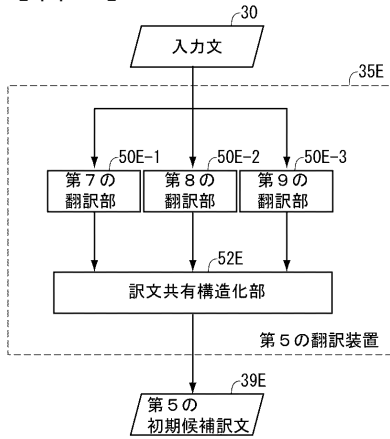 30
入力文
35E
50E-1
50E-2
50E-3
第7の
翻訳部
第8の
翻訳部
第9の
翻訳部
52E
訳文共有構造化部
第5の翻訳装置
39E
第5の
初期候補訳文